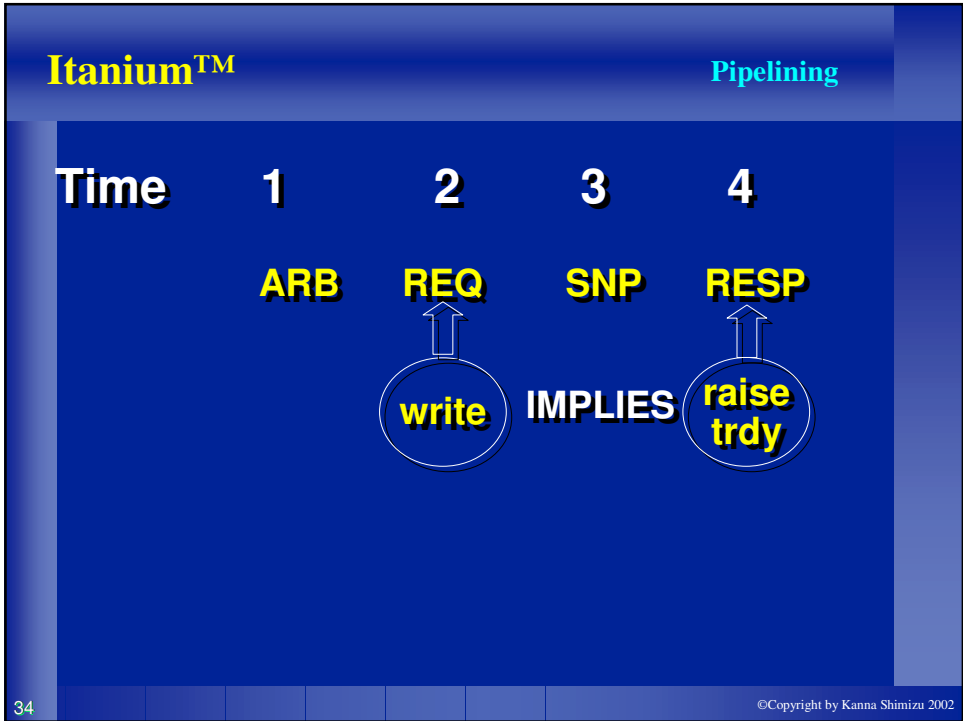 Itanium™ Pipelining
Time 1 2 3 4
ARB REQ SNP RESP
write IMPLIES raise
trdy
34 ©Copyright by Kanna Shimizu 2002